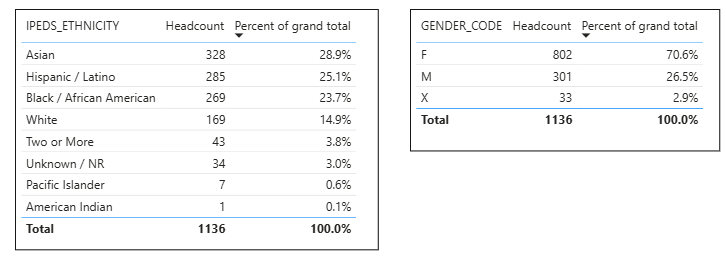 IPEDS_ETHNICITY Headcount Percent of grand total
Asian 328 28.9%
Hispanic / Latino 285 25.1%
Black / African American 269 23.7%
White 169 14.9%
Two or More 43 3.8%
Unknown / NR 34 3.0%
Pacific Islander 7 0.6%
American Indian 1 0.1%
Total 1136 100.0%
GENDER_CODE Headcount Percent of grand total
F 802 70.6%
M 301 26.5%
X 33 2.9%
Total 1136 100.0%